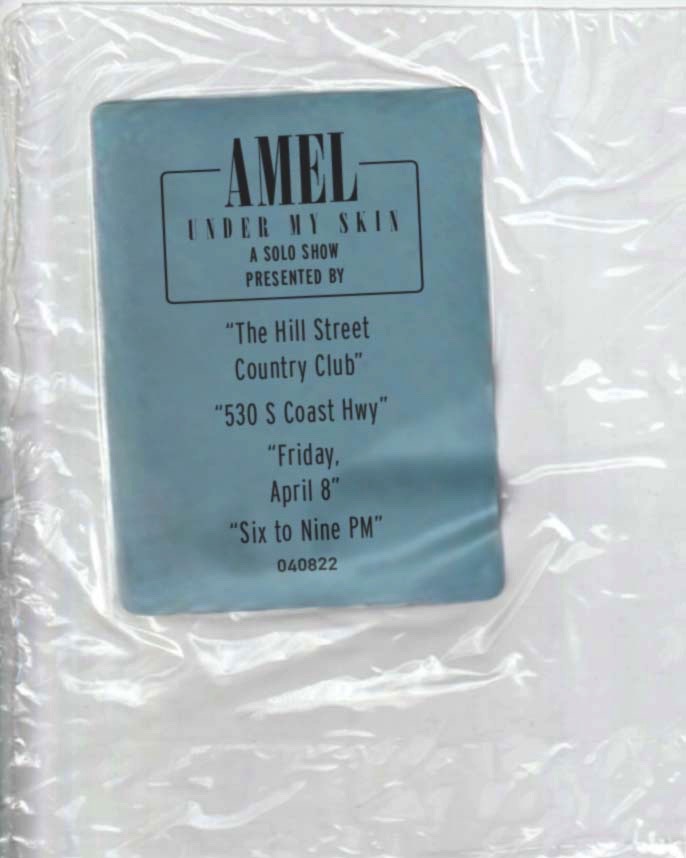 AMEL
UNDER MY SKIN
A SOLO SHOW
PRESENTED BY
“The Hill Street
Country Club”
“530 S Coast Hwy”
“Friday,
April 8”
“Six to Nine PM”
040822